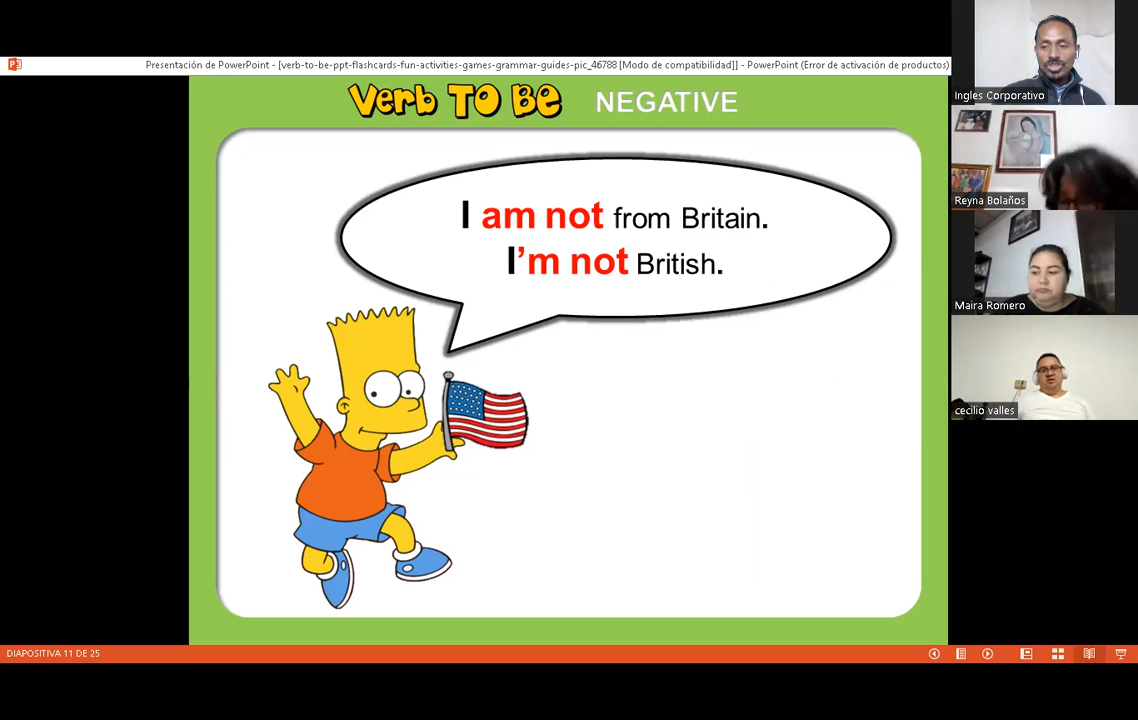 Presentación de PowerPoint - [verb-to-be-ppt-flashcards-fun-activities-games-grammar-guides-pic_46788 [Modo de compatibilidad]] - PowerPoint (Error de activación de productos)
Verb TO BE NEGATIVE
I am not from Britain.
I'm not British.
Ingles Corporativo
Reyna Bolaños
Maira Romero
cecilio valles
DIAPOSITIVA 11 DE 25